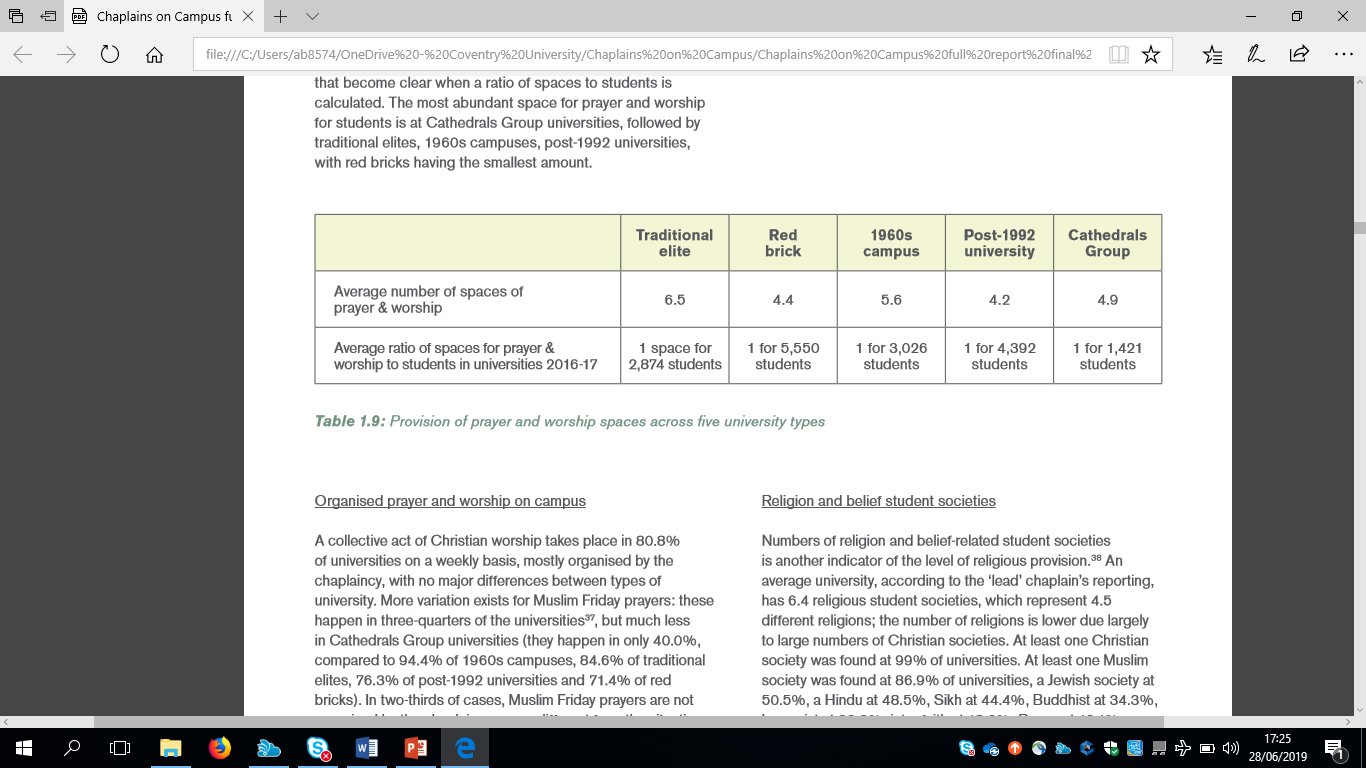 Chaplains on Campus fu
file:///C:/Users/ab8574/OneDrive%20-%20Coventry%20University/Chaplains%20on%20Campus/Chaplains%20on%20Campus%20full%20report%20final%2
that become clear when a ratio of spaces to students is
calculated. The most abundant space for prayer and worship
for students is at Cathedrals Group universities, followed by
traditional elites, 1960s campuses, post-1992 universities,
with red bricks having the smallest amount.
Traditional elite
Red brick
1960s campus
Post-1992 university
Cathedrals Group
Average number of spaces of
prayer & worship
6.5
4.4
5.6
4.2
4.9
Average ratio of spaces for prayer &
worship to students in universities 2016-17
1 space for
2,874 students
1 for 5,550
students
1 for 3,026
students
1 for 4,392
students
1 for 1,421
students
Table 1.9: Provision of prayer and worship spaces across five university types
Organised prayer and worship on campus
A collective act of Christian worship takes place in 80.8%
of universities on a weekly basis, mostly organised by the
chaplaincy, with no major differences between types of
university. More variation exists for Muslim Friday prayers: these
happen in three-quarters of the universities³⁷, but much less
in Cathedrals Group universities (they happen in only 40.0%,
compared to 94.4% of 1960s campuses, 84.6% of traditional
elites, 76.3% of post-1992 universities and 71.4% of red
bricks). In two-thirds of cases, Muslim Friday prayers are not
Religion and belief student societies
Numbers of religion and belief-related student societies
is another indicator of the level of religious provision.³⁸ An
average university, according to the ‘lead’ chaplain’s reporting,
has 6.4 religious student societies, which represent 4.5
different religions; the number of religions is lower due largely
to large numbers of Christian societies. At least one Christian
society was found at 99% of universities. At least one Muslim
society was found at 86.9% of universities, a Jewish society at
50.5%, a Hindu at 48.5%, Sikh at 44.4%, Buddhist at 34.3%,
17:25
28/06/2019